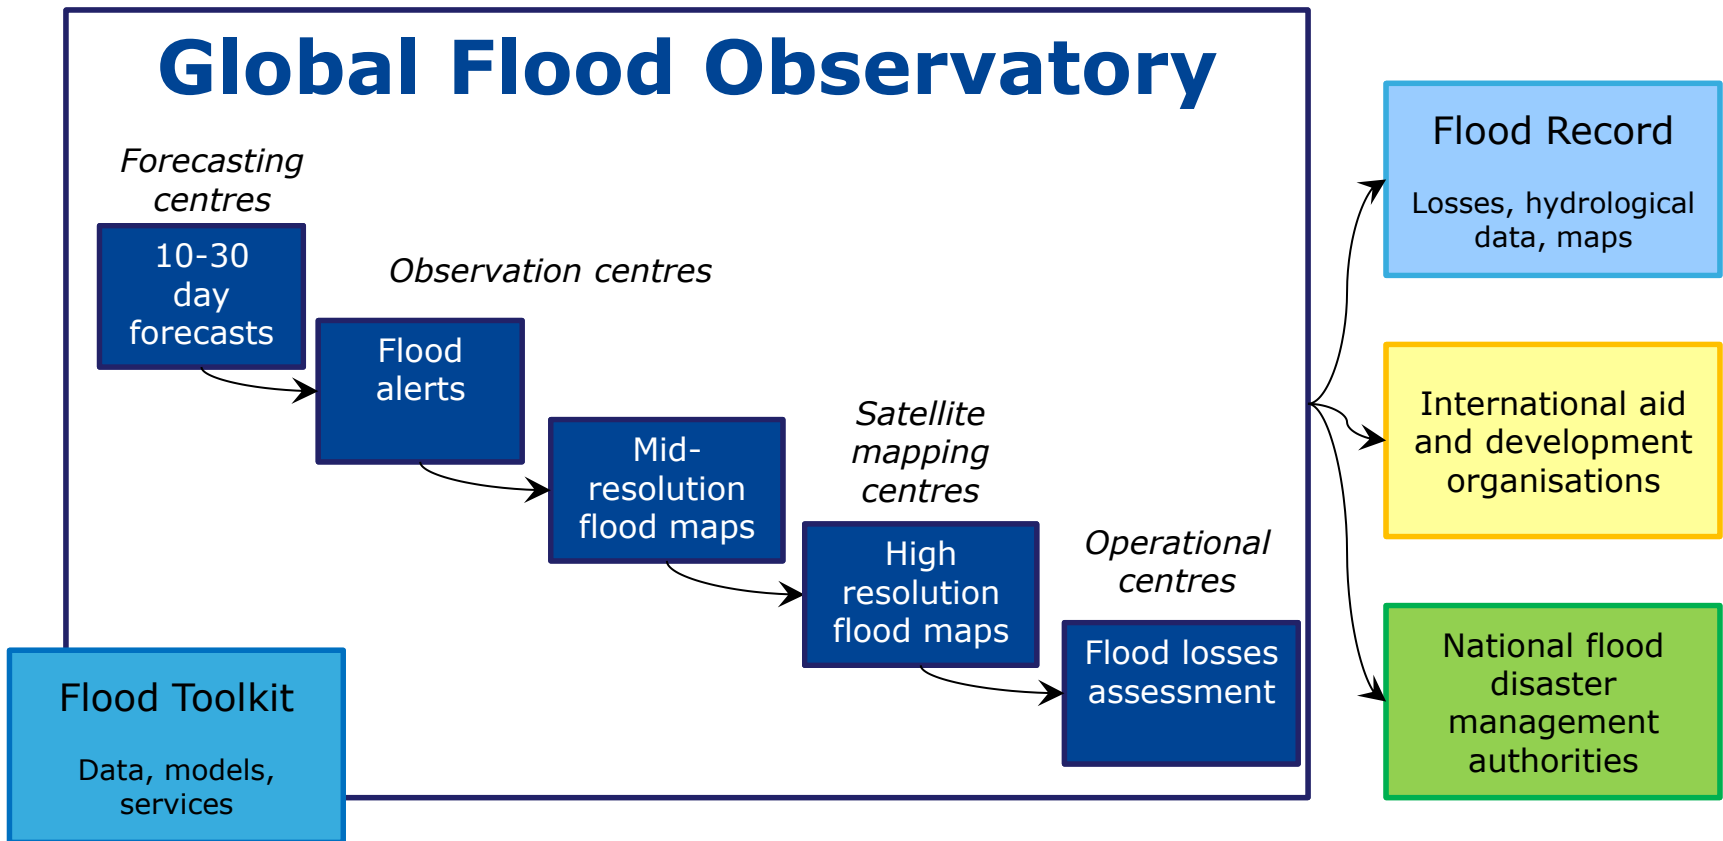 Global Flood Observatory
Forecasting
centres
10-30
day
forecasts
Observation centres
Flood
alerts
Mid-
resolution
flood maps
Satellite
mapping
centres
High
resolution
flood maps
Operational
centres
Flood losses
assessment
Flood Toolkit
Data, models,
services
Flood Record
Losses, hydrological
data, maps
International aid
and development
organisations
National flood
disaster
management
authorities